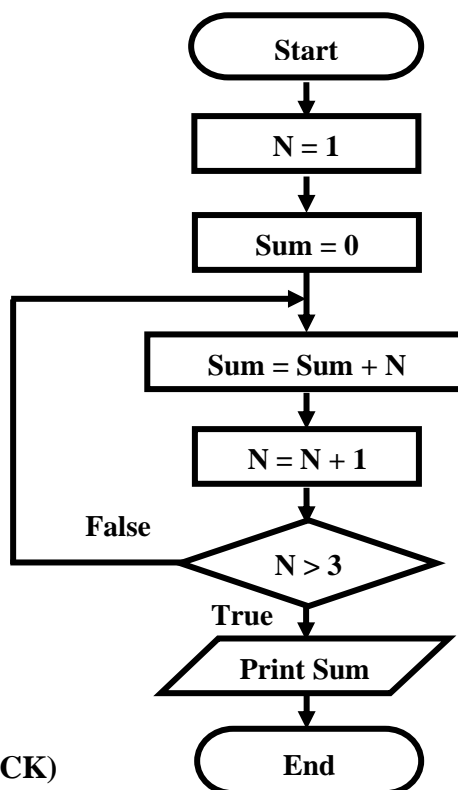 Start
N = 1
Sum = 0
Sum = Sum + N
N = N + 1
False
N > 3
True
Print Sum
End
CK)